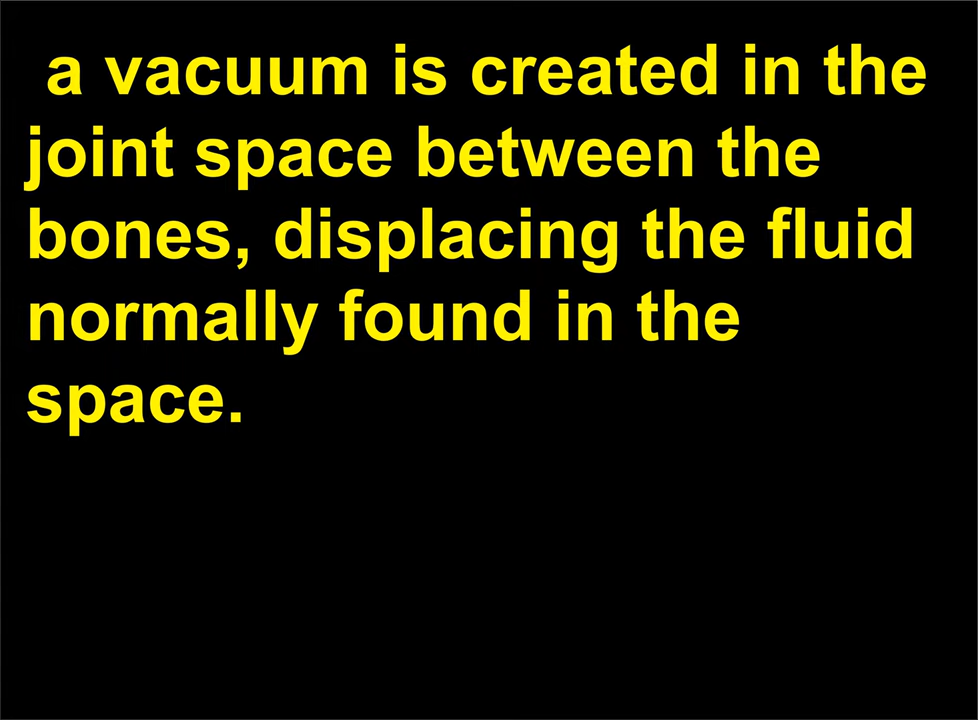 a vacuum is created in the
joint space between the
bones, displacing the fluid
normally found in the
space.